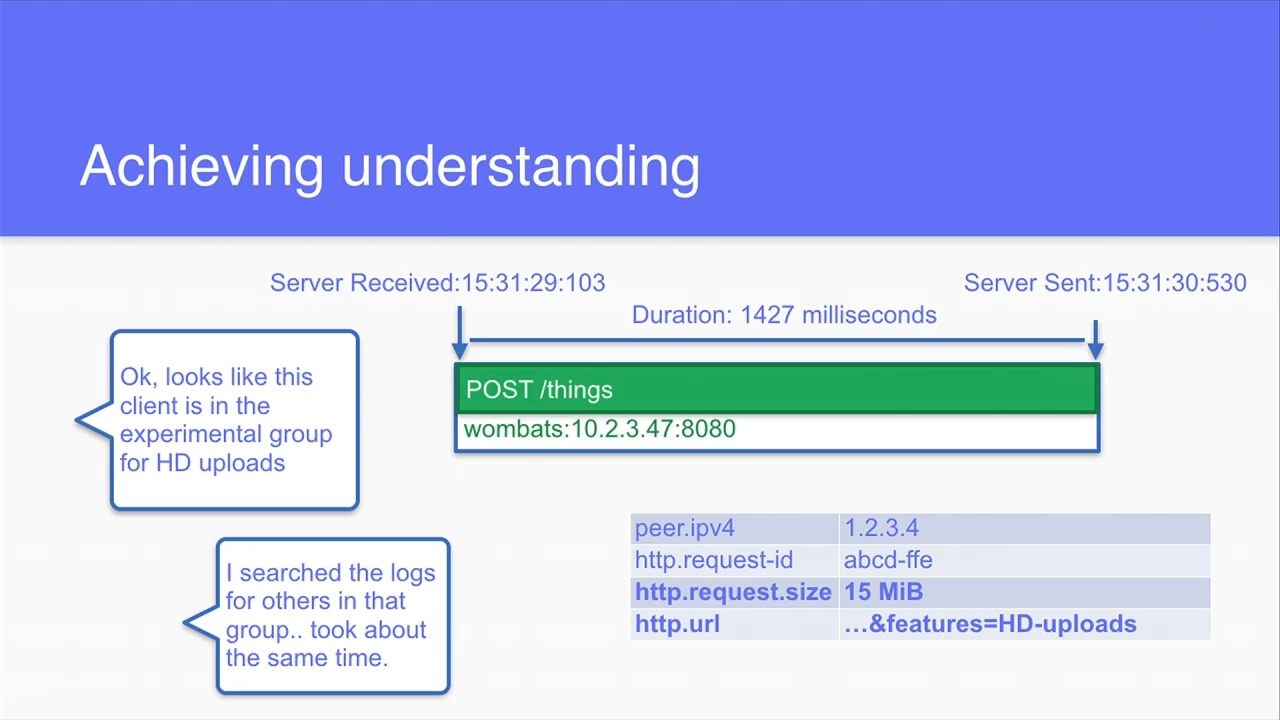 Achieving understanding
Server Received:15:31:29:103
Server Sent:15:31:30:530
Duration: 1427 milliseconds
POST /things
wombats:10.2.3.47:8080
Ok, looks like this
client is in the
experimental group
for HD uploads
I searched the logs
for others in that
group.. took about
the same time.
peer.ipv4 1.2.3.4
http.request-id abcd-ffe
http.request.size 15 MiB
http.url …&features=HD-uploads